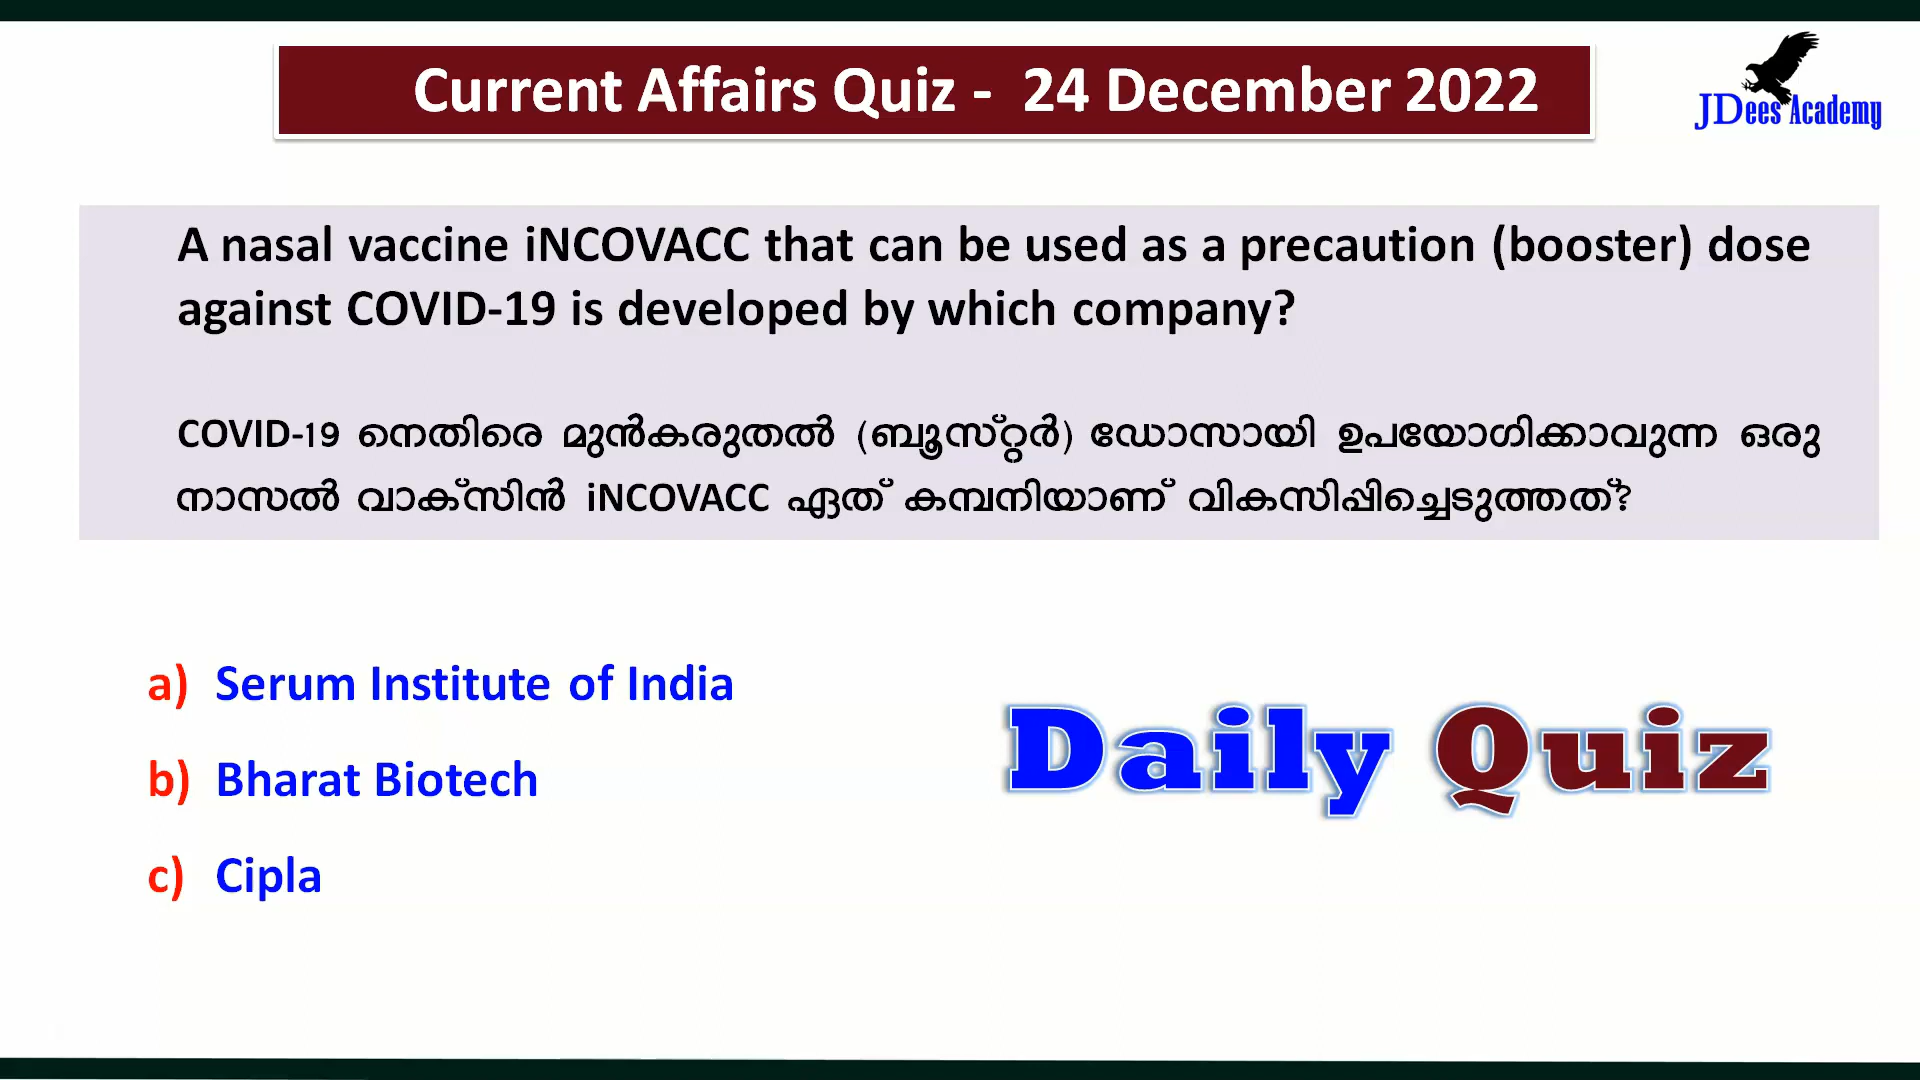 Current Affairs Quiz - 24 December 2022
JDees Academy
A nasal vaccine iNCOVACC that can be used as a precaution (booster) dose
against COVID-19 is developed by which company?
COVID-19 നെതിരെ മുൻകരുതൽ (ബൂസ്റ്റർ) ഡോസായി ഉപയോഗിക്കാവുന്ന ഒരു
നാസൽ വാക്സിൻ iNCOVACC ഏത് കമ്പനിയാണ് വികസിപ്പിച്ചെടുത്തത്?
a) Serum Institute of India
b) Bharat Biotech
c) Cipla
Daily Quiz